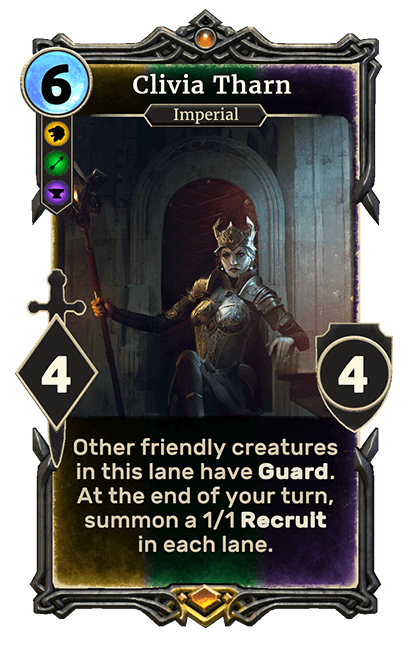 6
Clivia Tharn
Imperial
4
4
Other friendly creatures
in this lane have Guard.
At the end of your turn,
summon a 1/1 Recruit
in each lane.